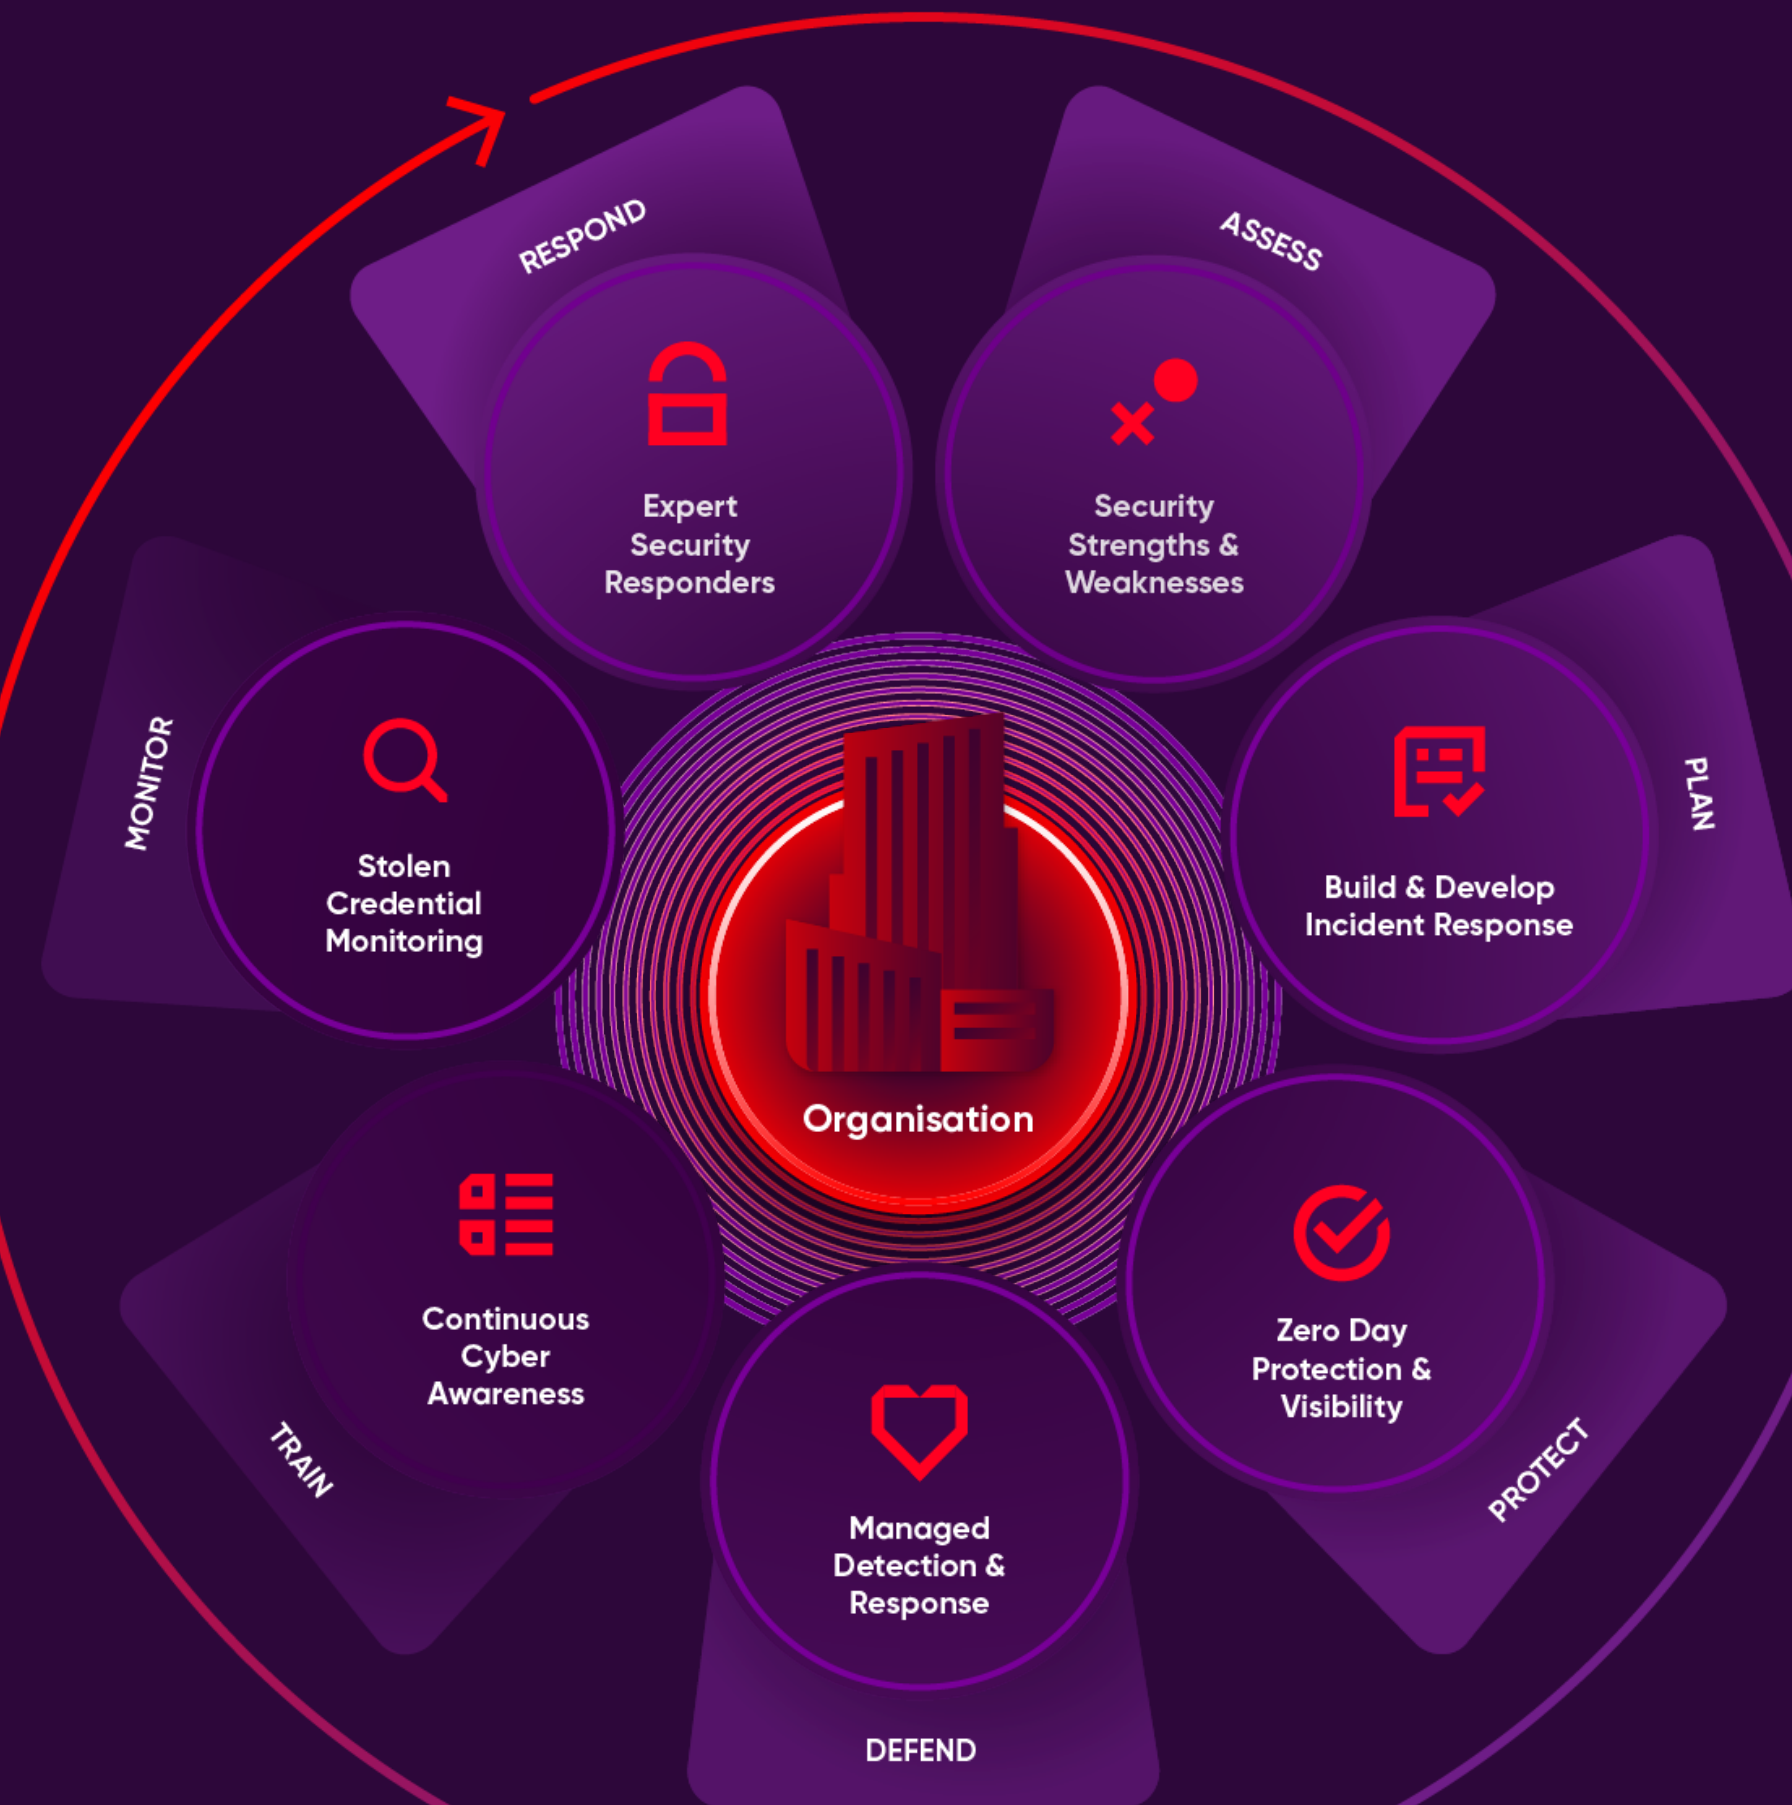 RESPOND
Expert
Security
Responders
ASSESS
Security
Strengths &
Weaknesses
PLAN
Build & Develop
Incident Response
PROTECT
Zero Day
Protection &
Visibility
DEFEND
Managed
Detection &
Response
TRAIN
Continuous
Cyber
Awareness
MONITOR
Stolen
Credential
Monitoring
Organisation